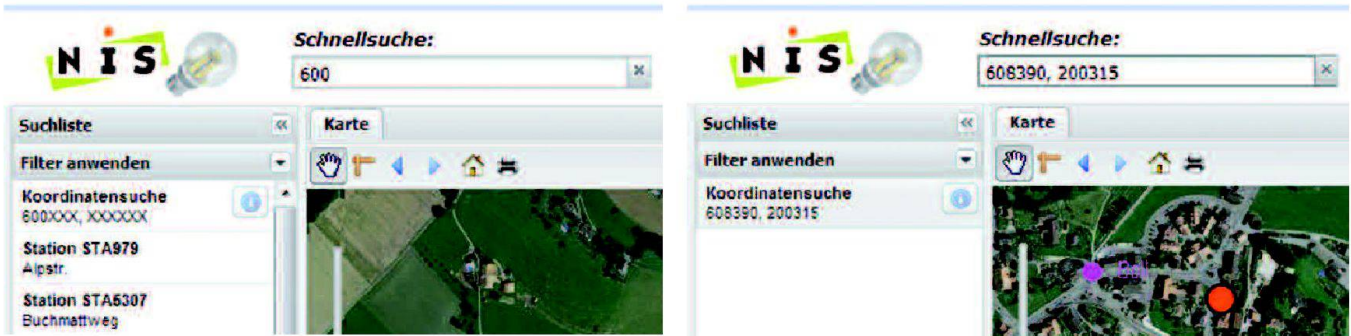 NIS
Schnellsuche:
600
Suchliste
Karte
Filter anwenden
Koordinatensuche
600XXX, XXXXXX
Station STA979
Alpstr.
Station STA5307
Buchmattweg
NIS
Schnellsuche:
608390, 200315
Suchliste
Karte
Filter anwenden
Koordinatensuche
608390, 200315